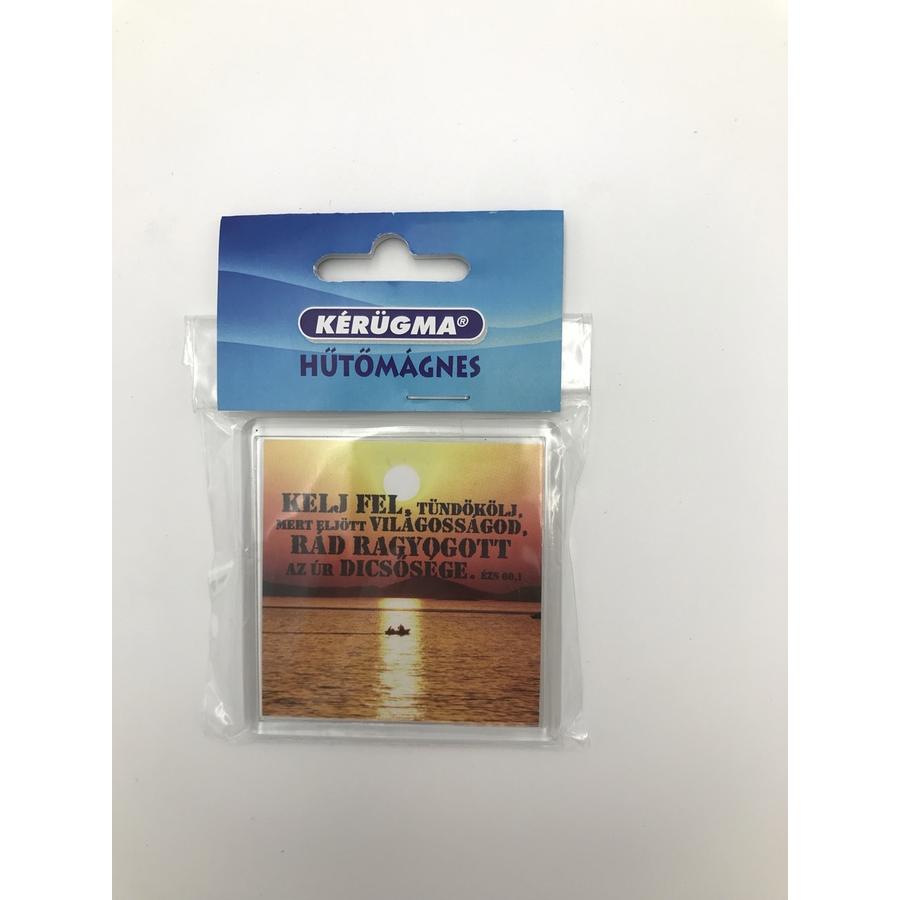 KÉRÜGMA®
HŰTŐMÁGNES
KELJ FEL, TÜNDÖKÖLJ,
MERT ELJÖTT VILÁGOSSÁGOD,
RÁD RAGYOGOTT
AZ ÚR DICSŐSÉGE. ÉZS 60,1